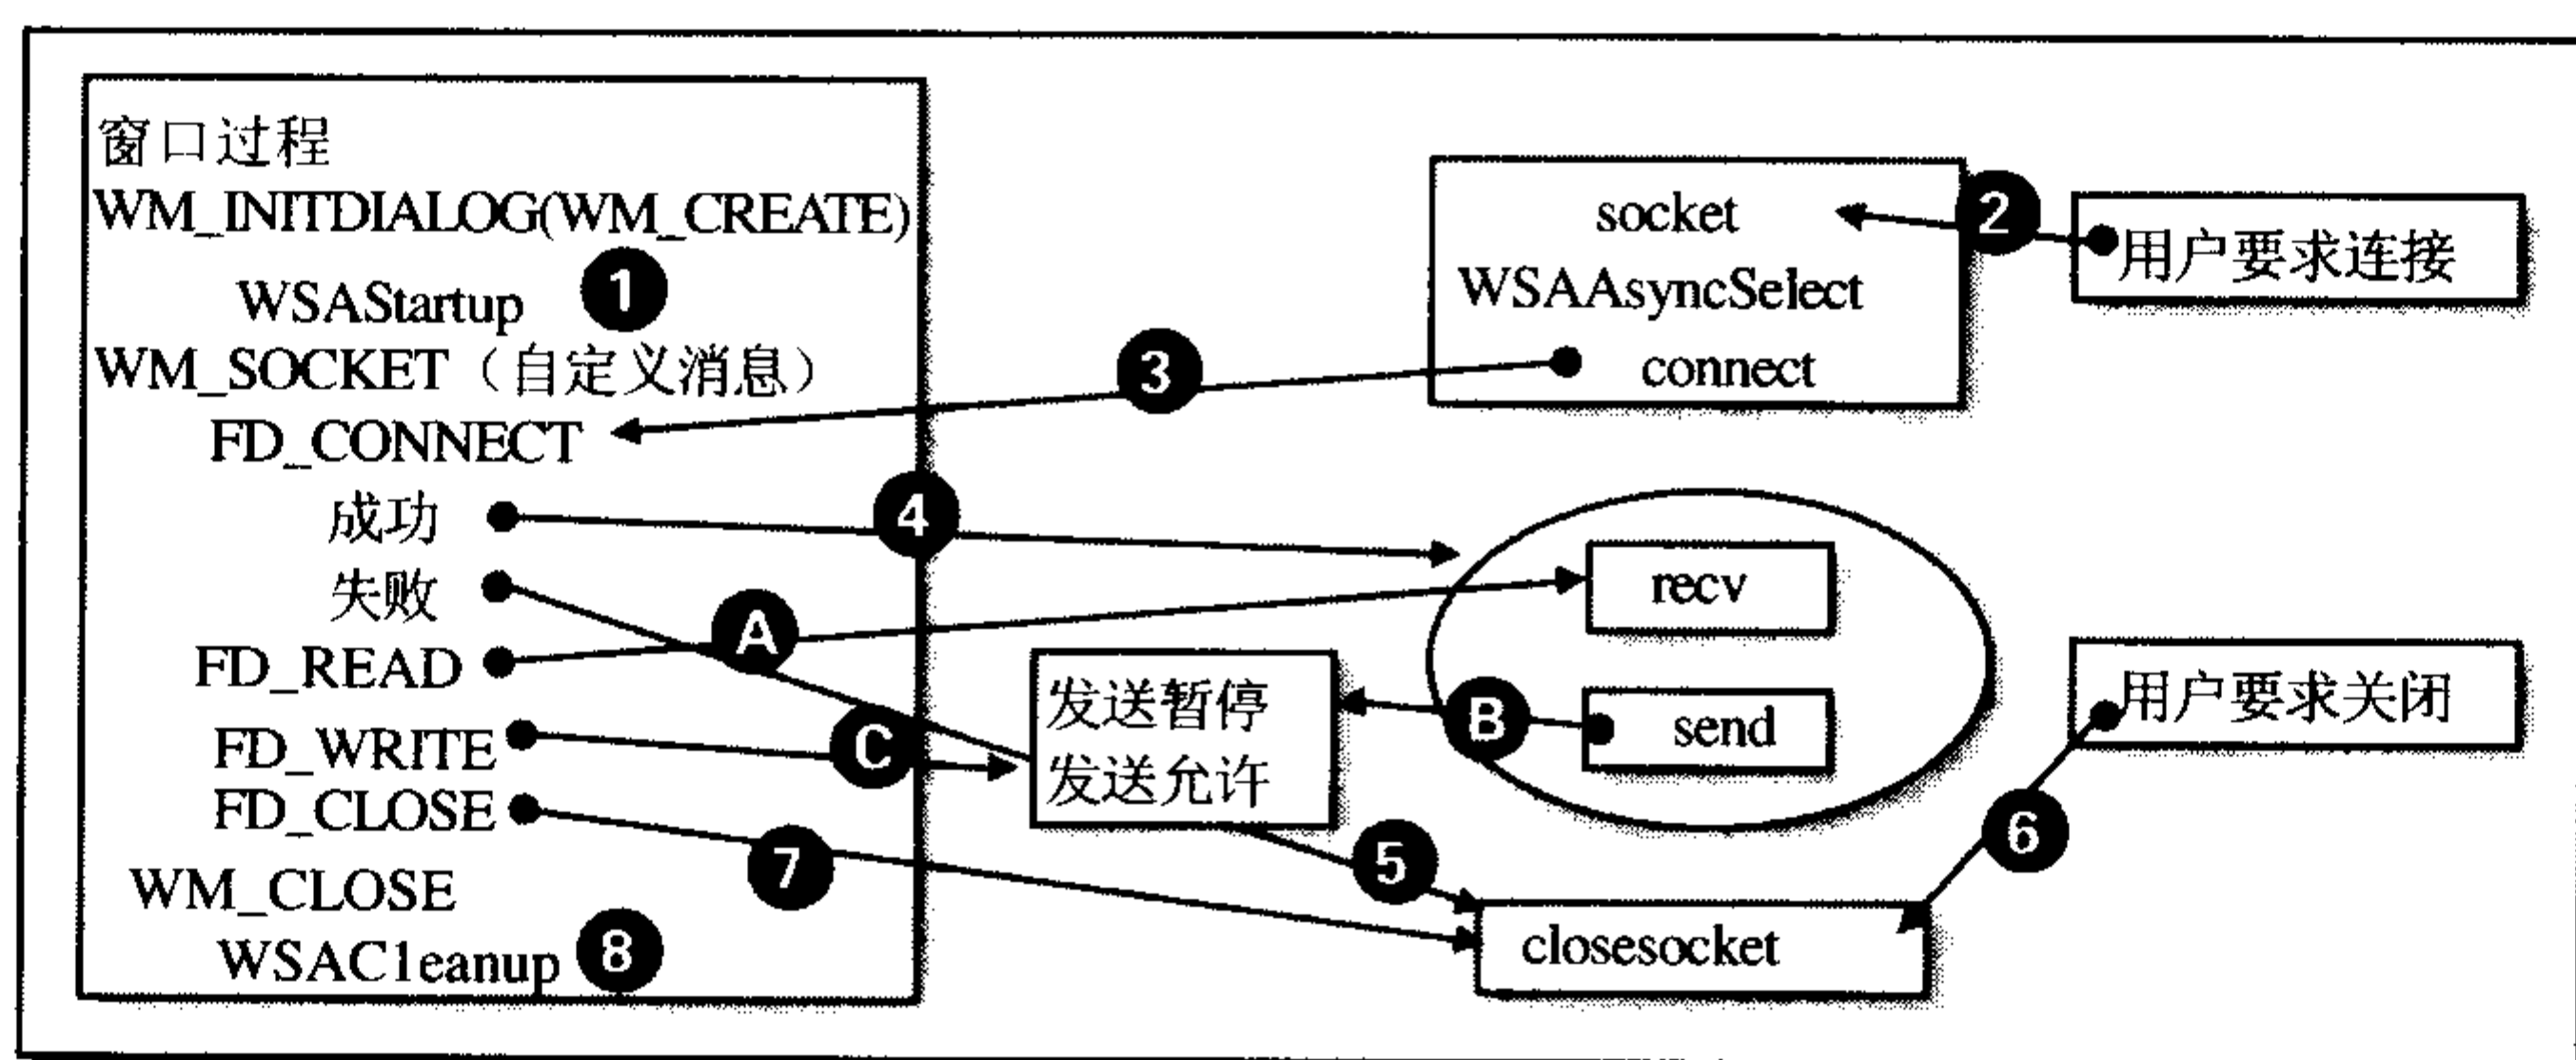 窗口过程
WM_INITDIALOG(WM_CREATE)
WSAStartup 1
WM_SOCKET（自定义消息）
FD_CONNECT
成功
失败
FD_READ
FD_WRITE
FD_CLOSE
WM_CLOSE
WSAC1eanup 8
socket
WSAAsyncSelect
connect
2
用户要求连接
3
4
A
recv
发送暂停
发送允许
B
send
C
用户要求关闭
5
6
7
closesocket